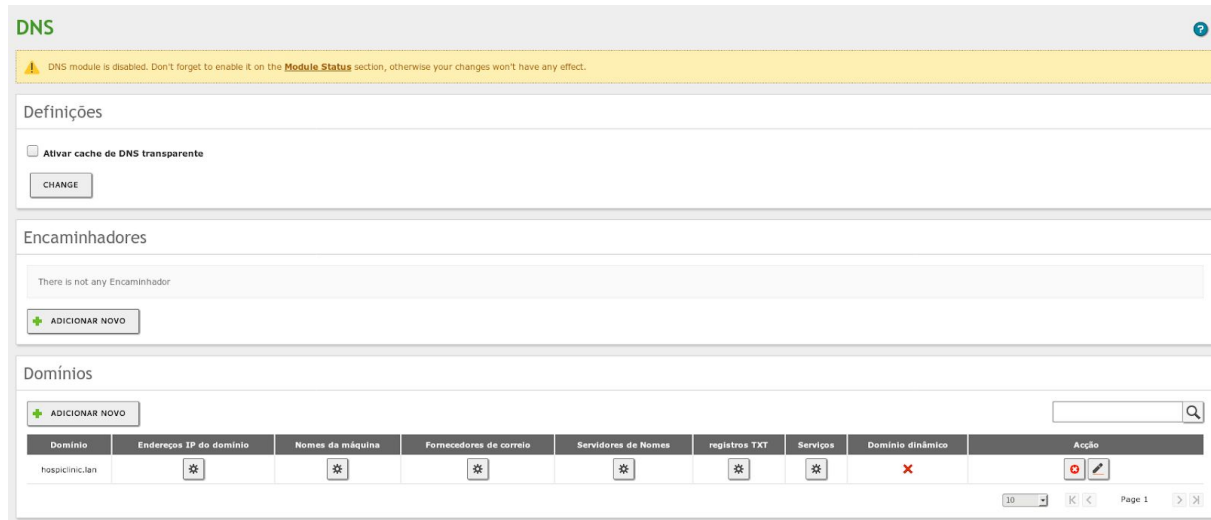 DNS
DNS module is disabled. Don't forget to enable it on the Module Status section, otherwise your changes won't have any effect.
Definições
Ativar cache de DNS transparente
CHANGE
Encaminhadores
There is not any Encaminhador
ADICIONAR NOVO
Domínios
ADICIONAR NOVO
Domínio Endereços IP do domínio Nomes da máquina Fornecedores de correio Servidores de Nomes registros TXT Serviços Domínio dinâmico Acção
hospiclinic.lan
10 Page 1